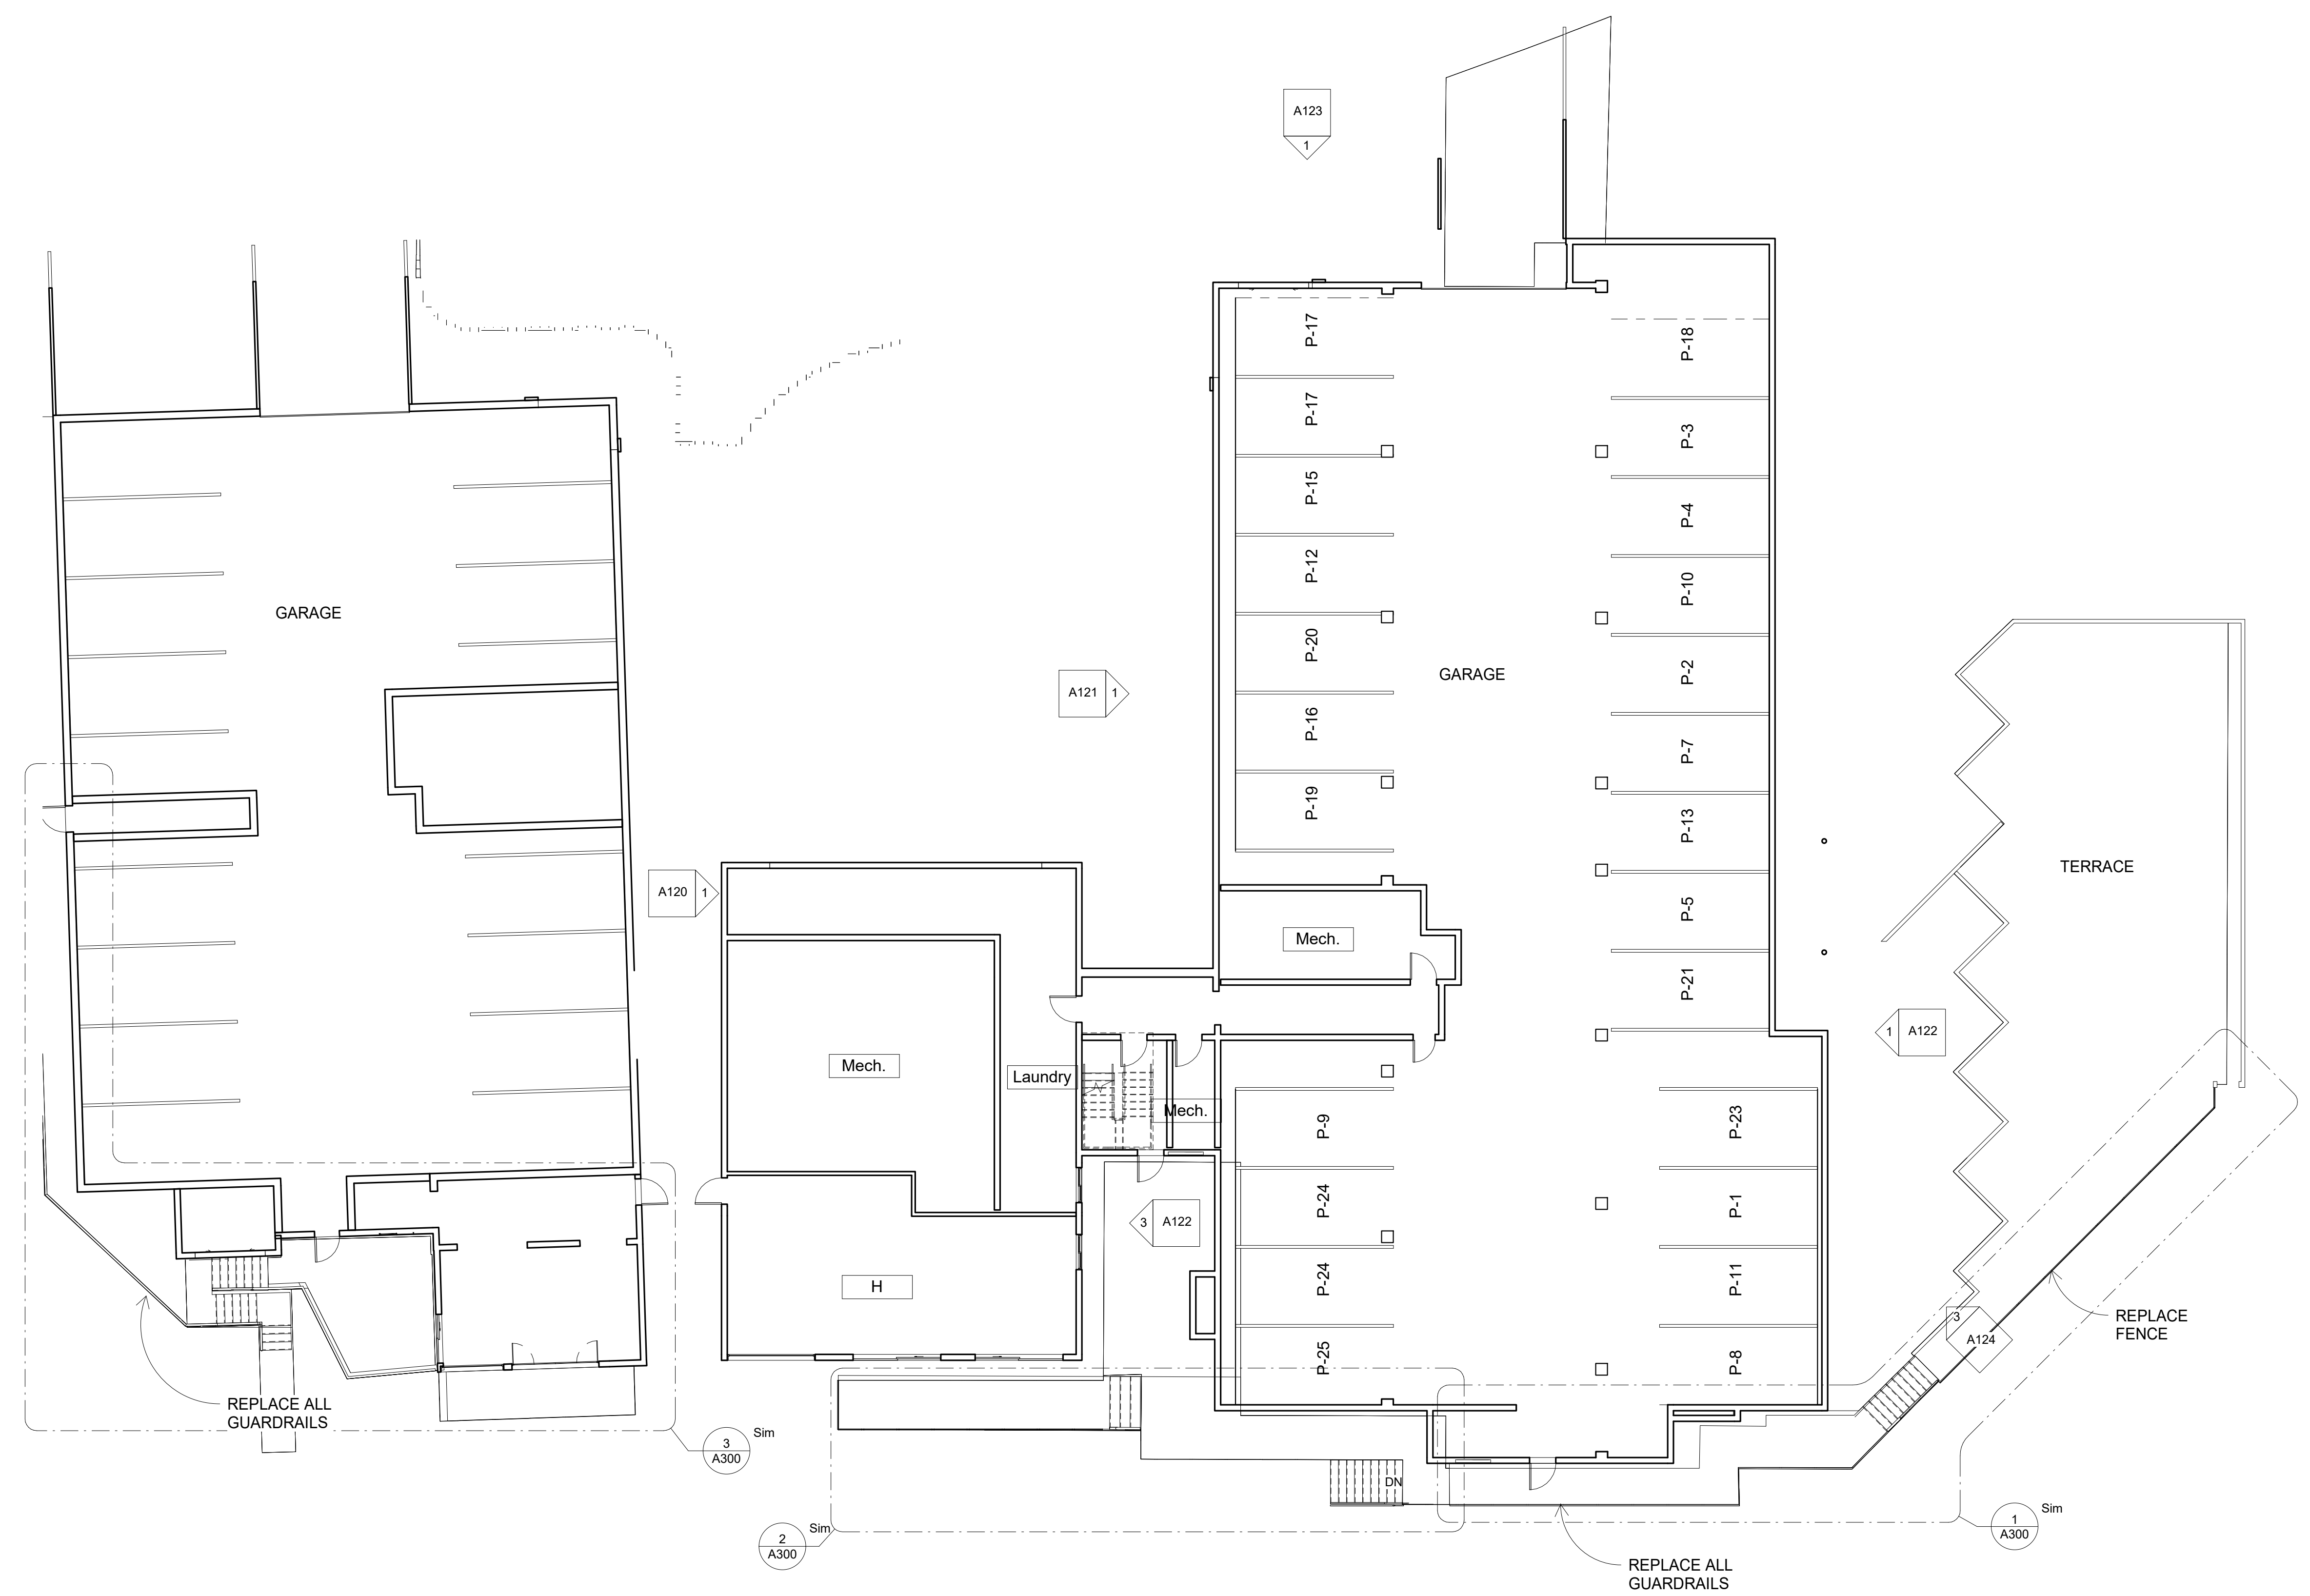 A123
1
P-17
P-18
P-17
P-3
P-15
P-4
P-12
P-10
GARAGE
P-20
P-2
GARAGE
A121
1
P-16
P-7
P-19
P-13
TERRACE
A120
1
P-5
Mech.
P-21
1
A122
Mech.
Laundry
Mech.
P-9
P-23
P-24
P-1
3
A122
P-24
P-11
H
REPLACE
FENCE
3
A124
P-25
P-8
REPLACE ALL
GUARDRAILS
3
A300
Sim
DN
2
A300
Sim
1
A300
Sim
REPLACE ALL
GUARDRAILS